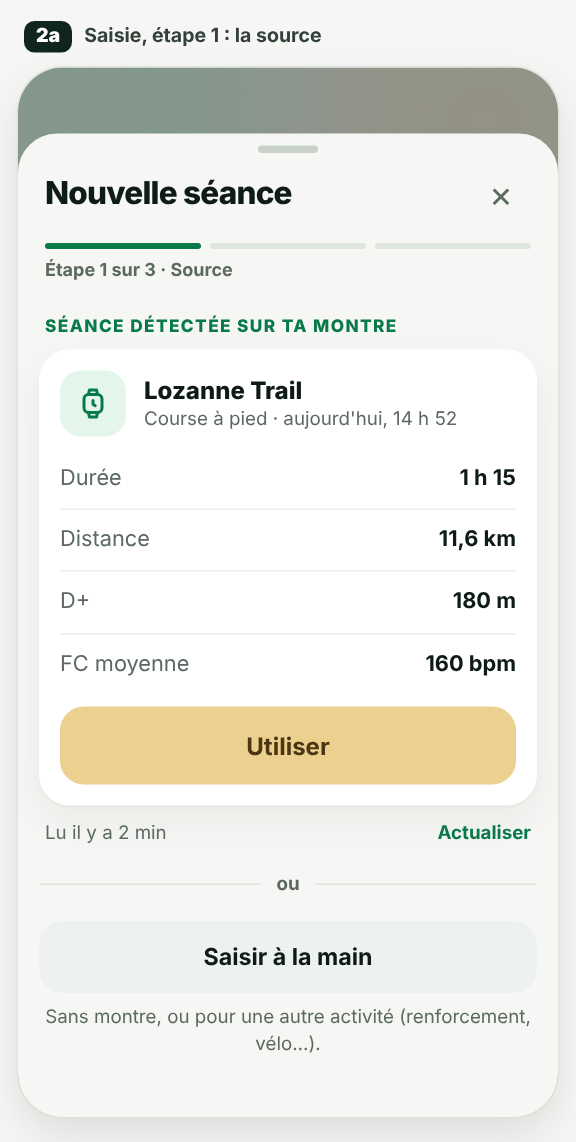 2a Saisie, étape 1 : la source
Nouvelle séance
Étape 1 sur 3 · Source
SÉANCE DÉTECTÉE SUR TA MONTRE
Lozanne Trail
Course à pied · aujourd'hui, 14 h 52
Durée 1 h 15
Distance 11,6 km
D+ 180 m
FC moyenne 160 bpm
Utiliser
Lu il y a 2 min Actualiser
ou
Saisir à la main
Sans montre, ou pour une autre activité (renforcement,
vélo…).